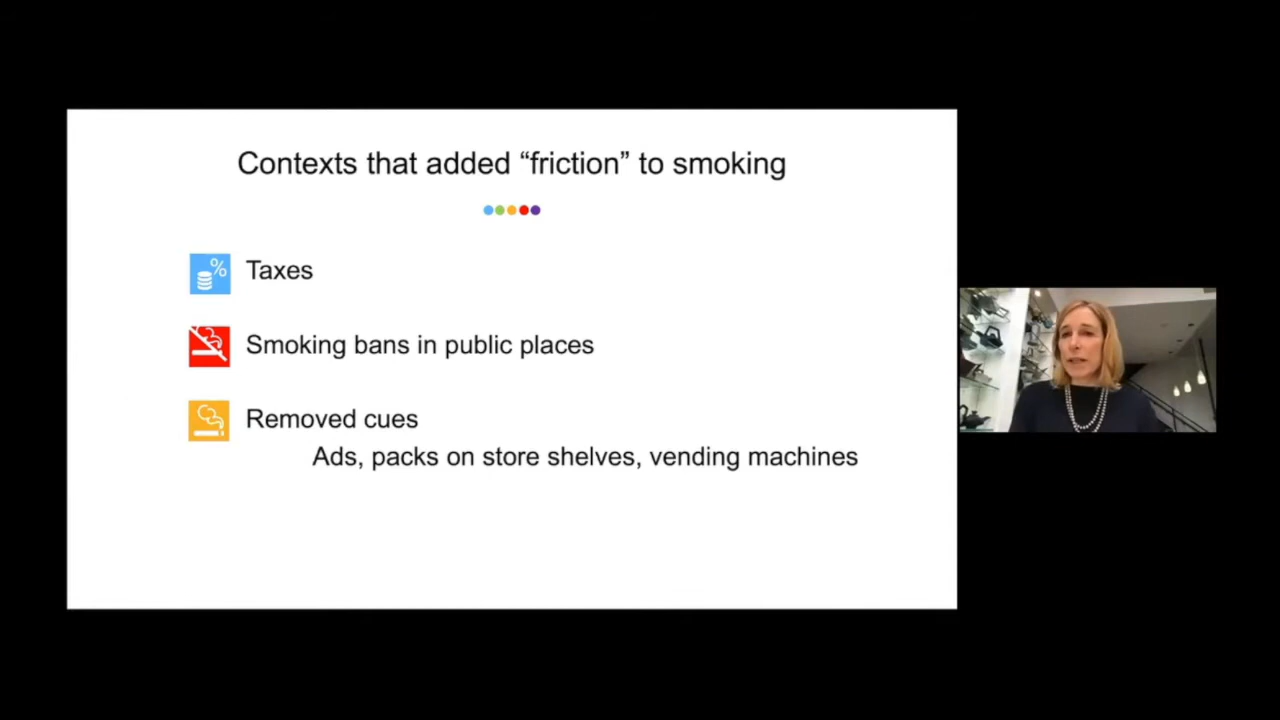 Contexts that added “friction” to smoking
Taxes
Smoking bans in public places
Removed cues
Ads, packs on store shelves, vending machines